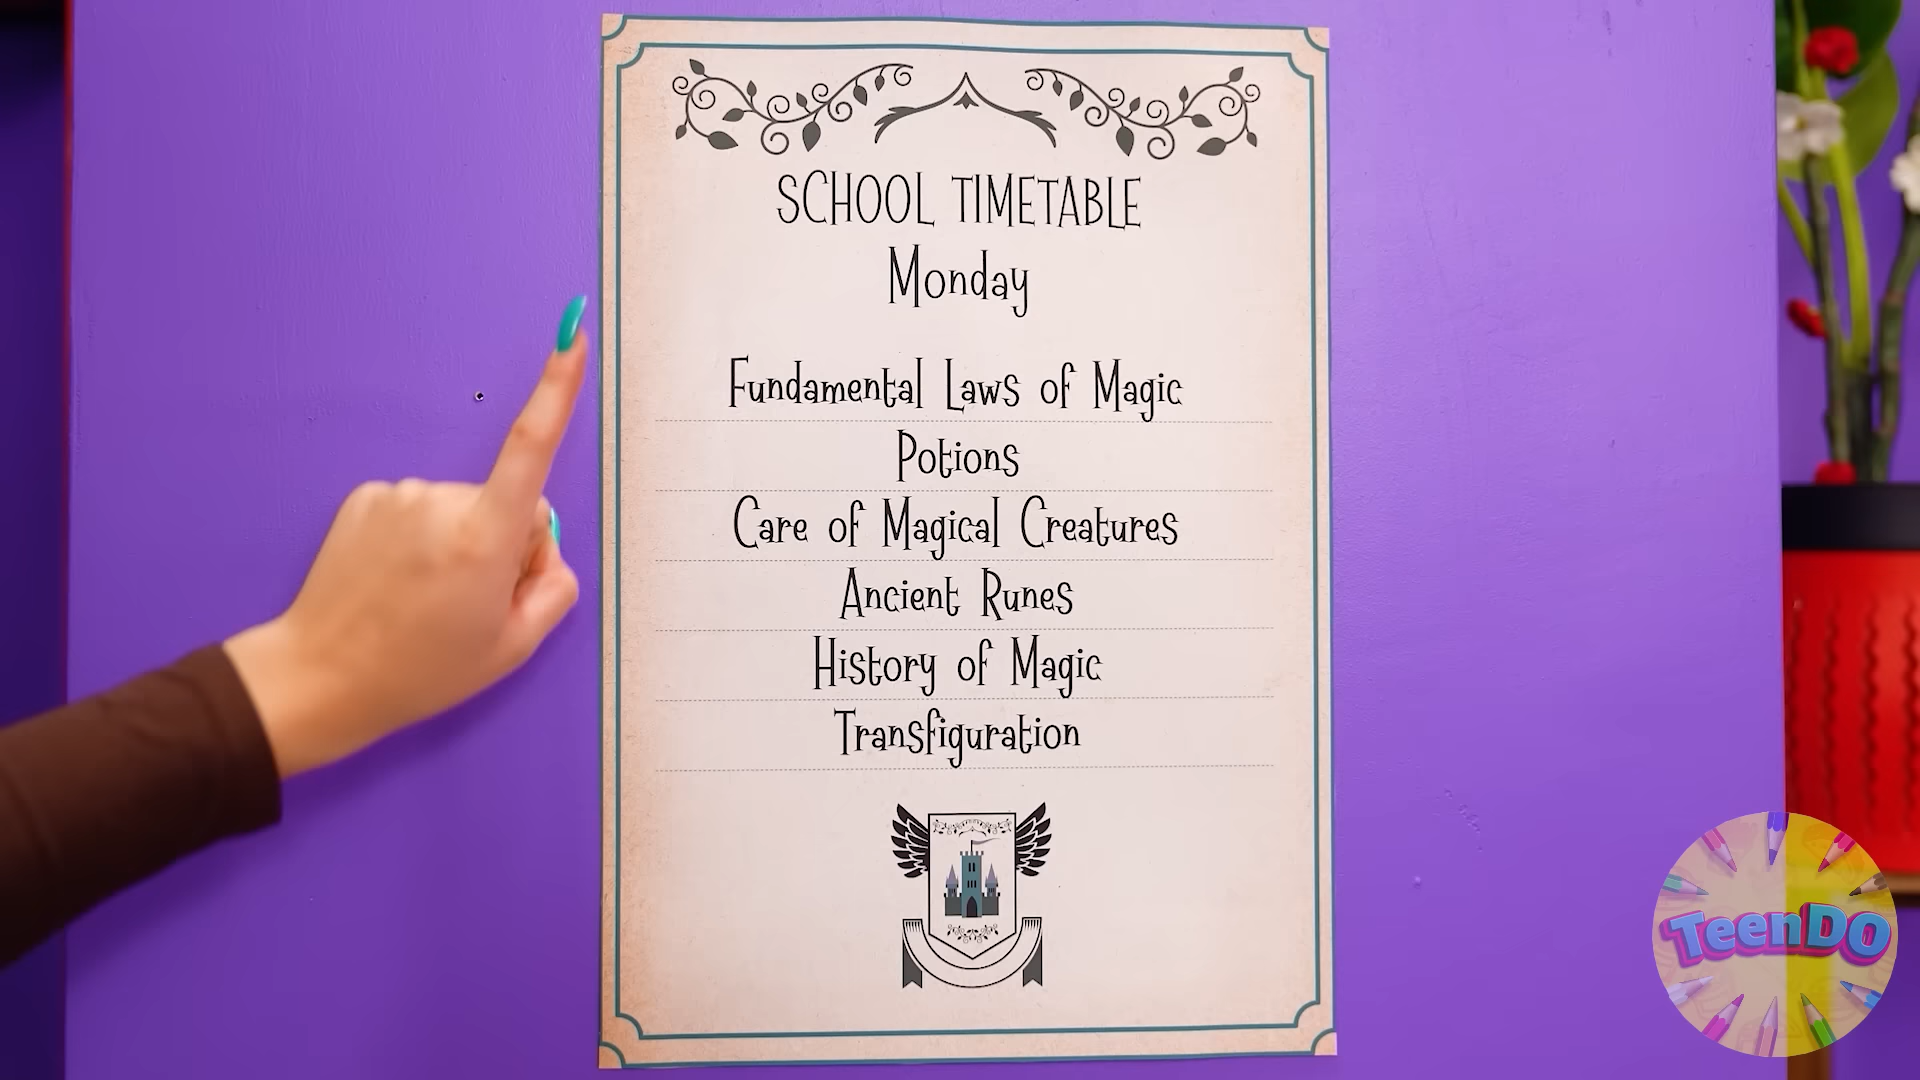 SCHOOL TIMETABLE
Monday
Fundamental Laws of Magic
Potions
Care of Magical Creatures
Ancient Runes
History of Magic
Transfiguration
TeenDO